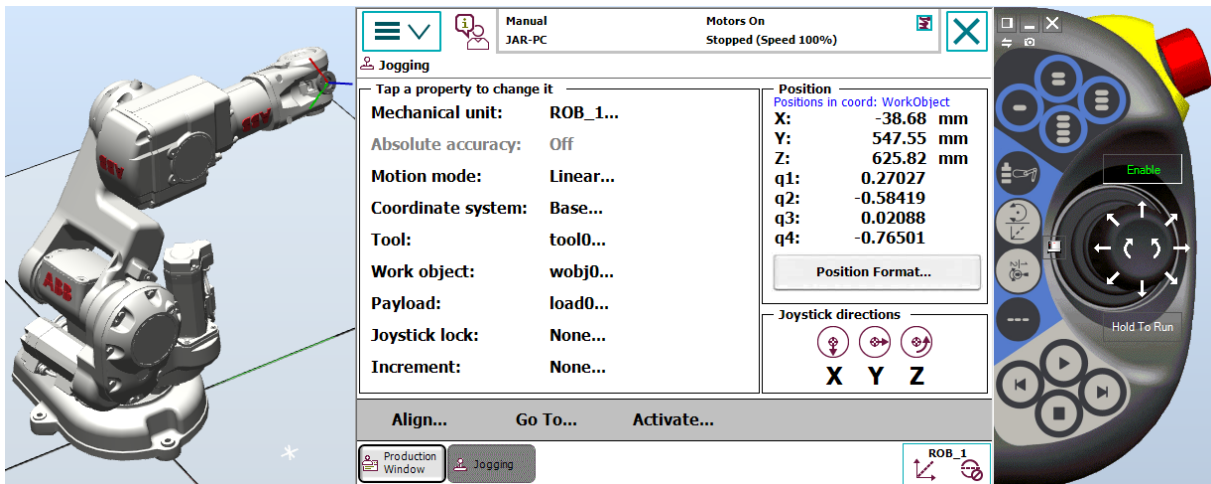 ABB
ABB
ABB
ABB
Manual
JAR-PC
Motors On
Stopped (Speed 100%)
Jogging
Tap a property to change it
Mechanical unit: ROB_1...
Absolute accuracy: Off
Motion mode: Linear...
Coordinate system: Base...
Tool: tool0...
Work object: wobj0...
Payload: load0...
Joystick lock: None...
Increment: None...
Position
Positions in coord: WorkObject
X: -38.68 mm
Y: 547.55 mm
Z: 625.82 mm
q1: 0.27027
q2: -0.58419
q3: 0.02088
q4: -0.76501
Position Format...
Joystick directions
X Y Z
Align... Go To... Activate...
Production
Window
Jogging
ROB_1
Enable
Hold To Run